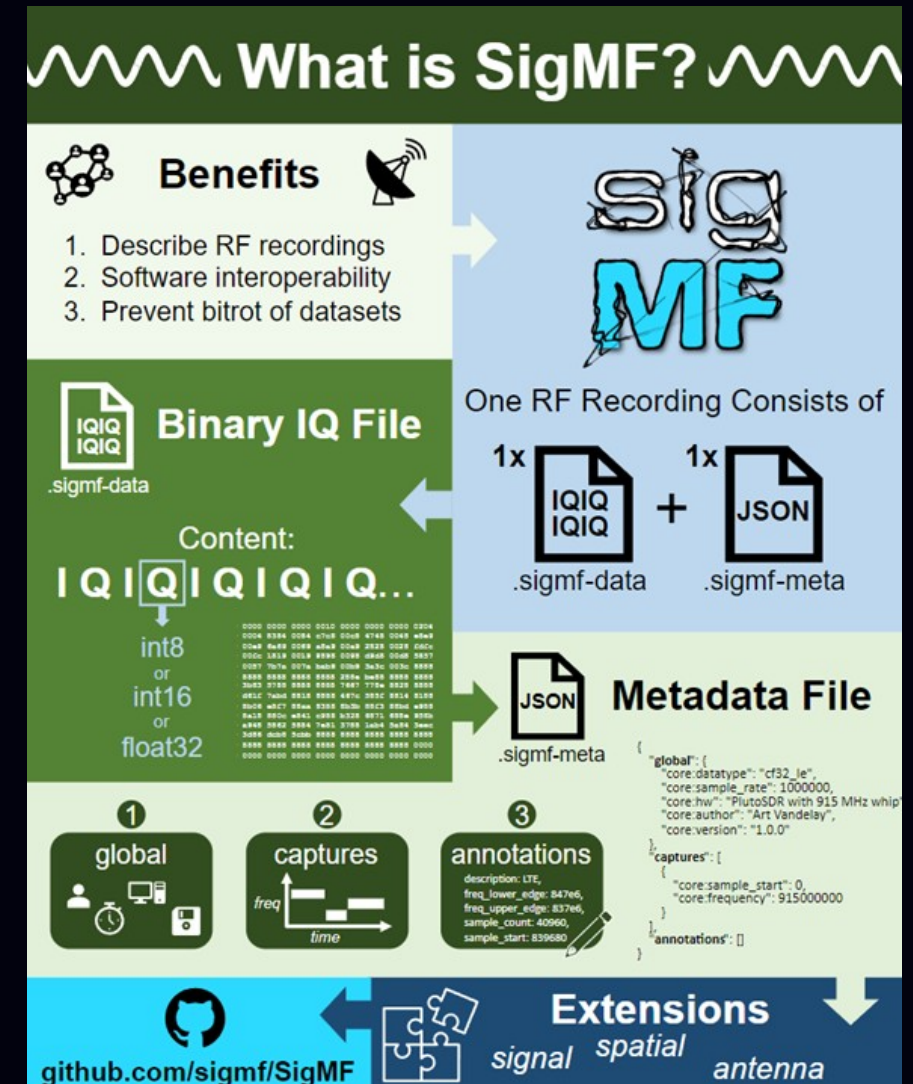 What is SigMF?
Benefits
1. Describe RF recordings
2. Software interoperability
3. Prevent bitrot of datasets
sig
MF
One RF Recording Consists of
1x
IQIQ
IQIQ
.sigmf-data
+
1x
JSON
.sigmf-meta
IQIQ
IQIQ
.sigmf-data
Binary IQ File
Content:
I Q I Q I Q I Q I Q...
int8
or
int16
or
float32
JSON
.sigmf-meta
Metadata File
{
"global": {
"core:datatype": "cf32_le",
"core:sample_rate": 1000000,
"core:hw": "PlutoSDR with 915 MHz whip"
"core:author": "Art Vandelay",
"core:version": "1.0.0"
},
"captures": [
{
"core:sample_start": 0,
"core:frequency": 915000000
}
],
"annotations": []
}
1
global
2
captures
freq
time
3
annotations
description: LTE,
freq_lower_edge: 847e6,
freq_upper_edge: 837e6,
sample_count: 40960,
sample_start: 839680
github.com/sigmf/SigMF
Extensions
signal
spatial
antenna